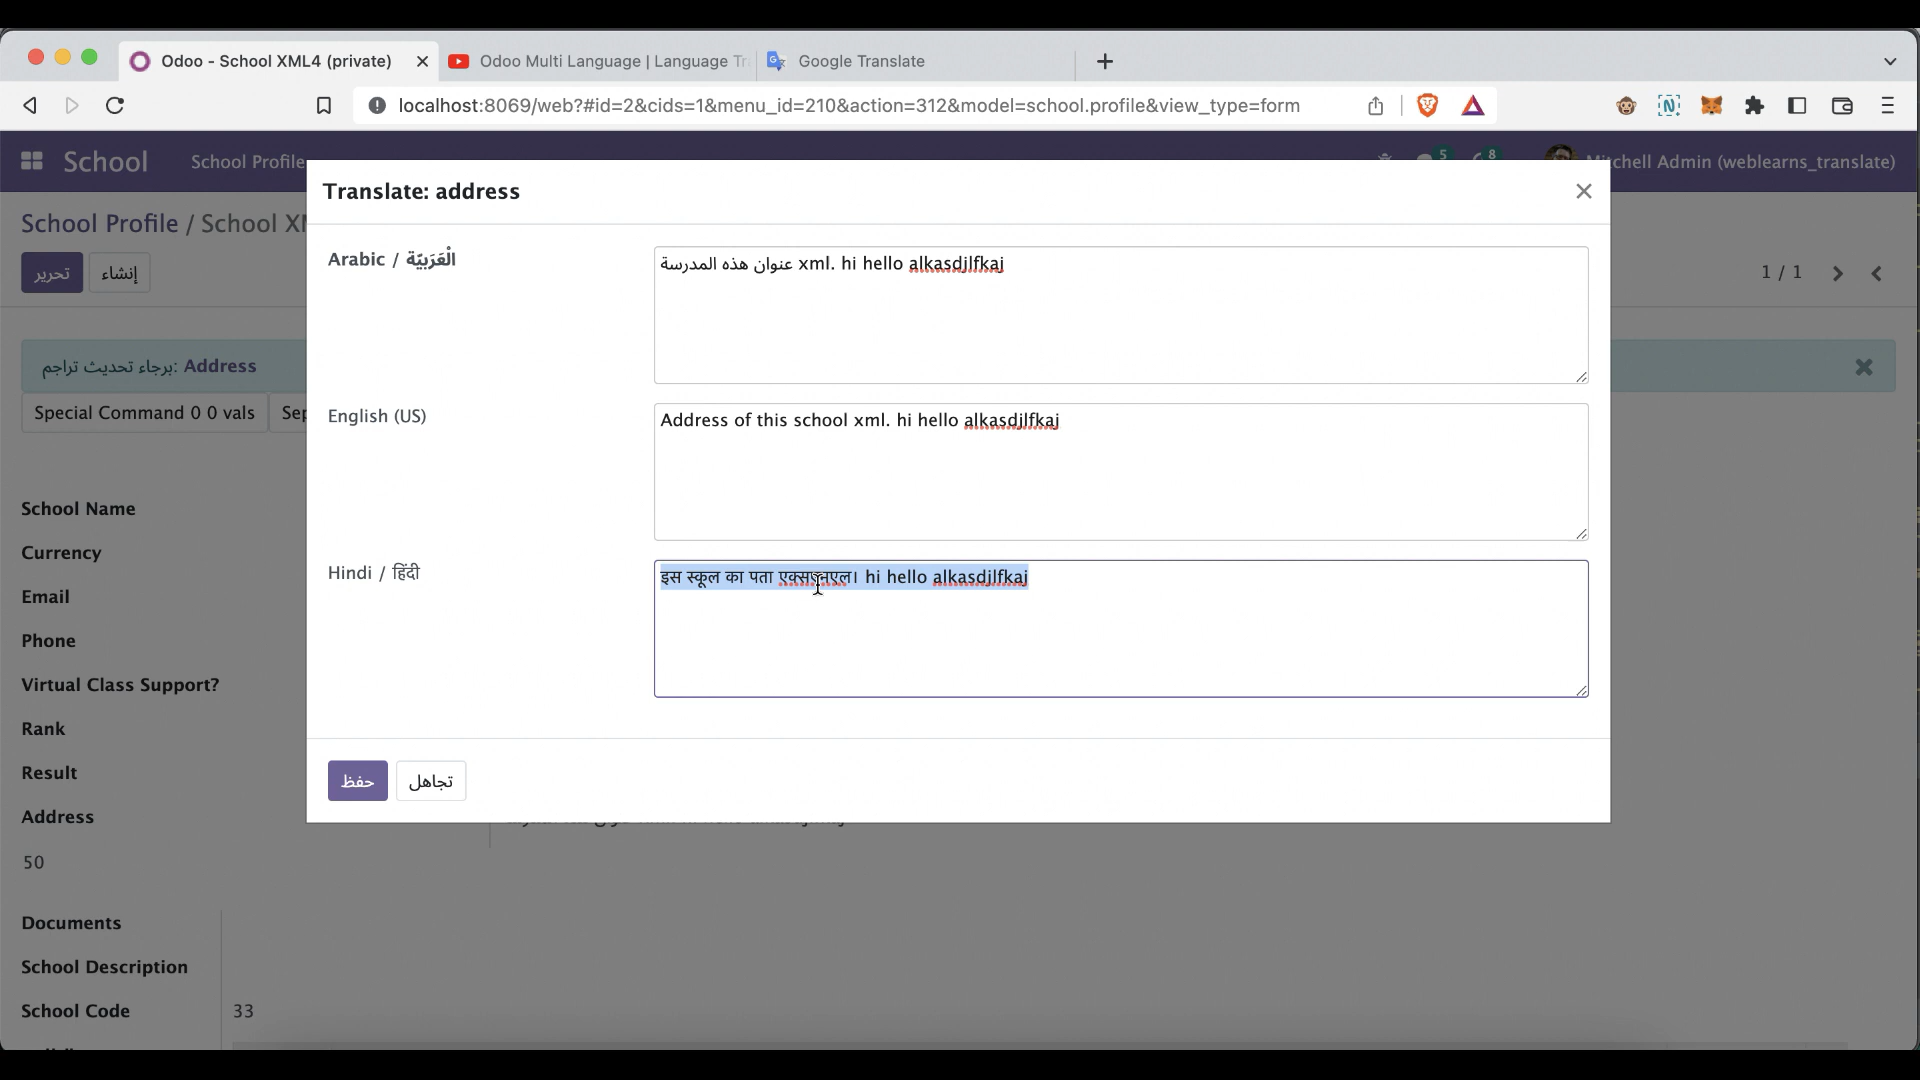 Odoo - School XML4 (private)
Odoo Multi Language | Language Tr
Google Translate
localhost:8069/web?#id=2&cids=1&menu_id=210&action=312&model=school.profile&view_type=form
School
School Profile
5
8
Mitchell Admin (weblearns_translate)
Translate: address
School Profile / School XM
تحرير
إنشاء
1 / 1
Arabic / الْعَرَبيّة
عنوان هذه المدرسة xml. hi hello alkasdjlfkaj
برجاء تحديث تراجم: Address
Special Command 0 0 vals
Sep
English (US)
Address of this school xml. hi hello alkasdjlfkaj
Hindi / हिंदी
इस स्कूल का पता एक्सएमएल। hi hello alkasdjlfkaj
School Name
Currency
Email
Phone
Virtual Class Support?
Rank
Result
Address
حفظ
تجاهل
50
Documents
School Description
School Code
33